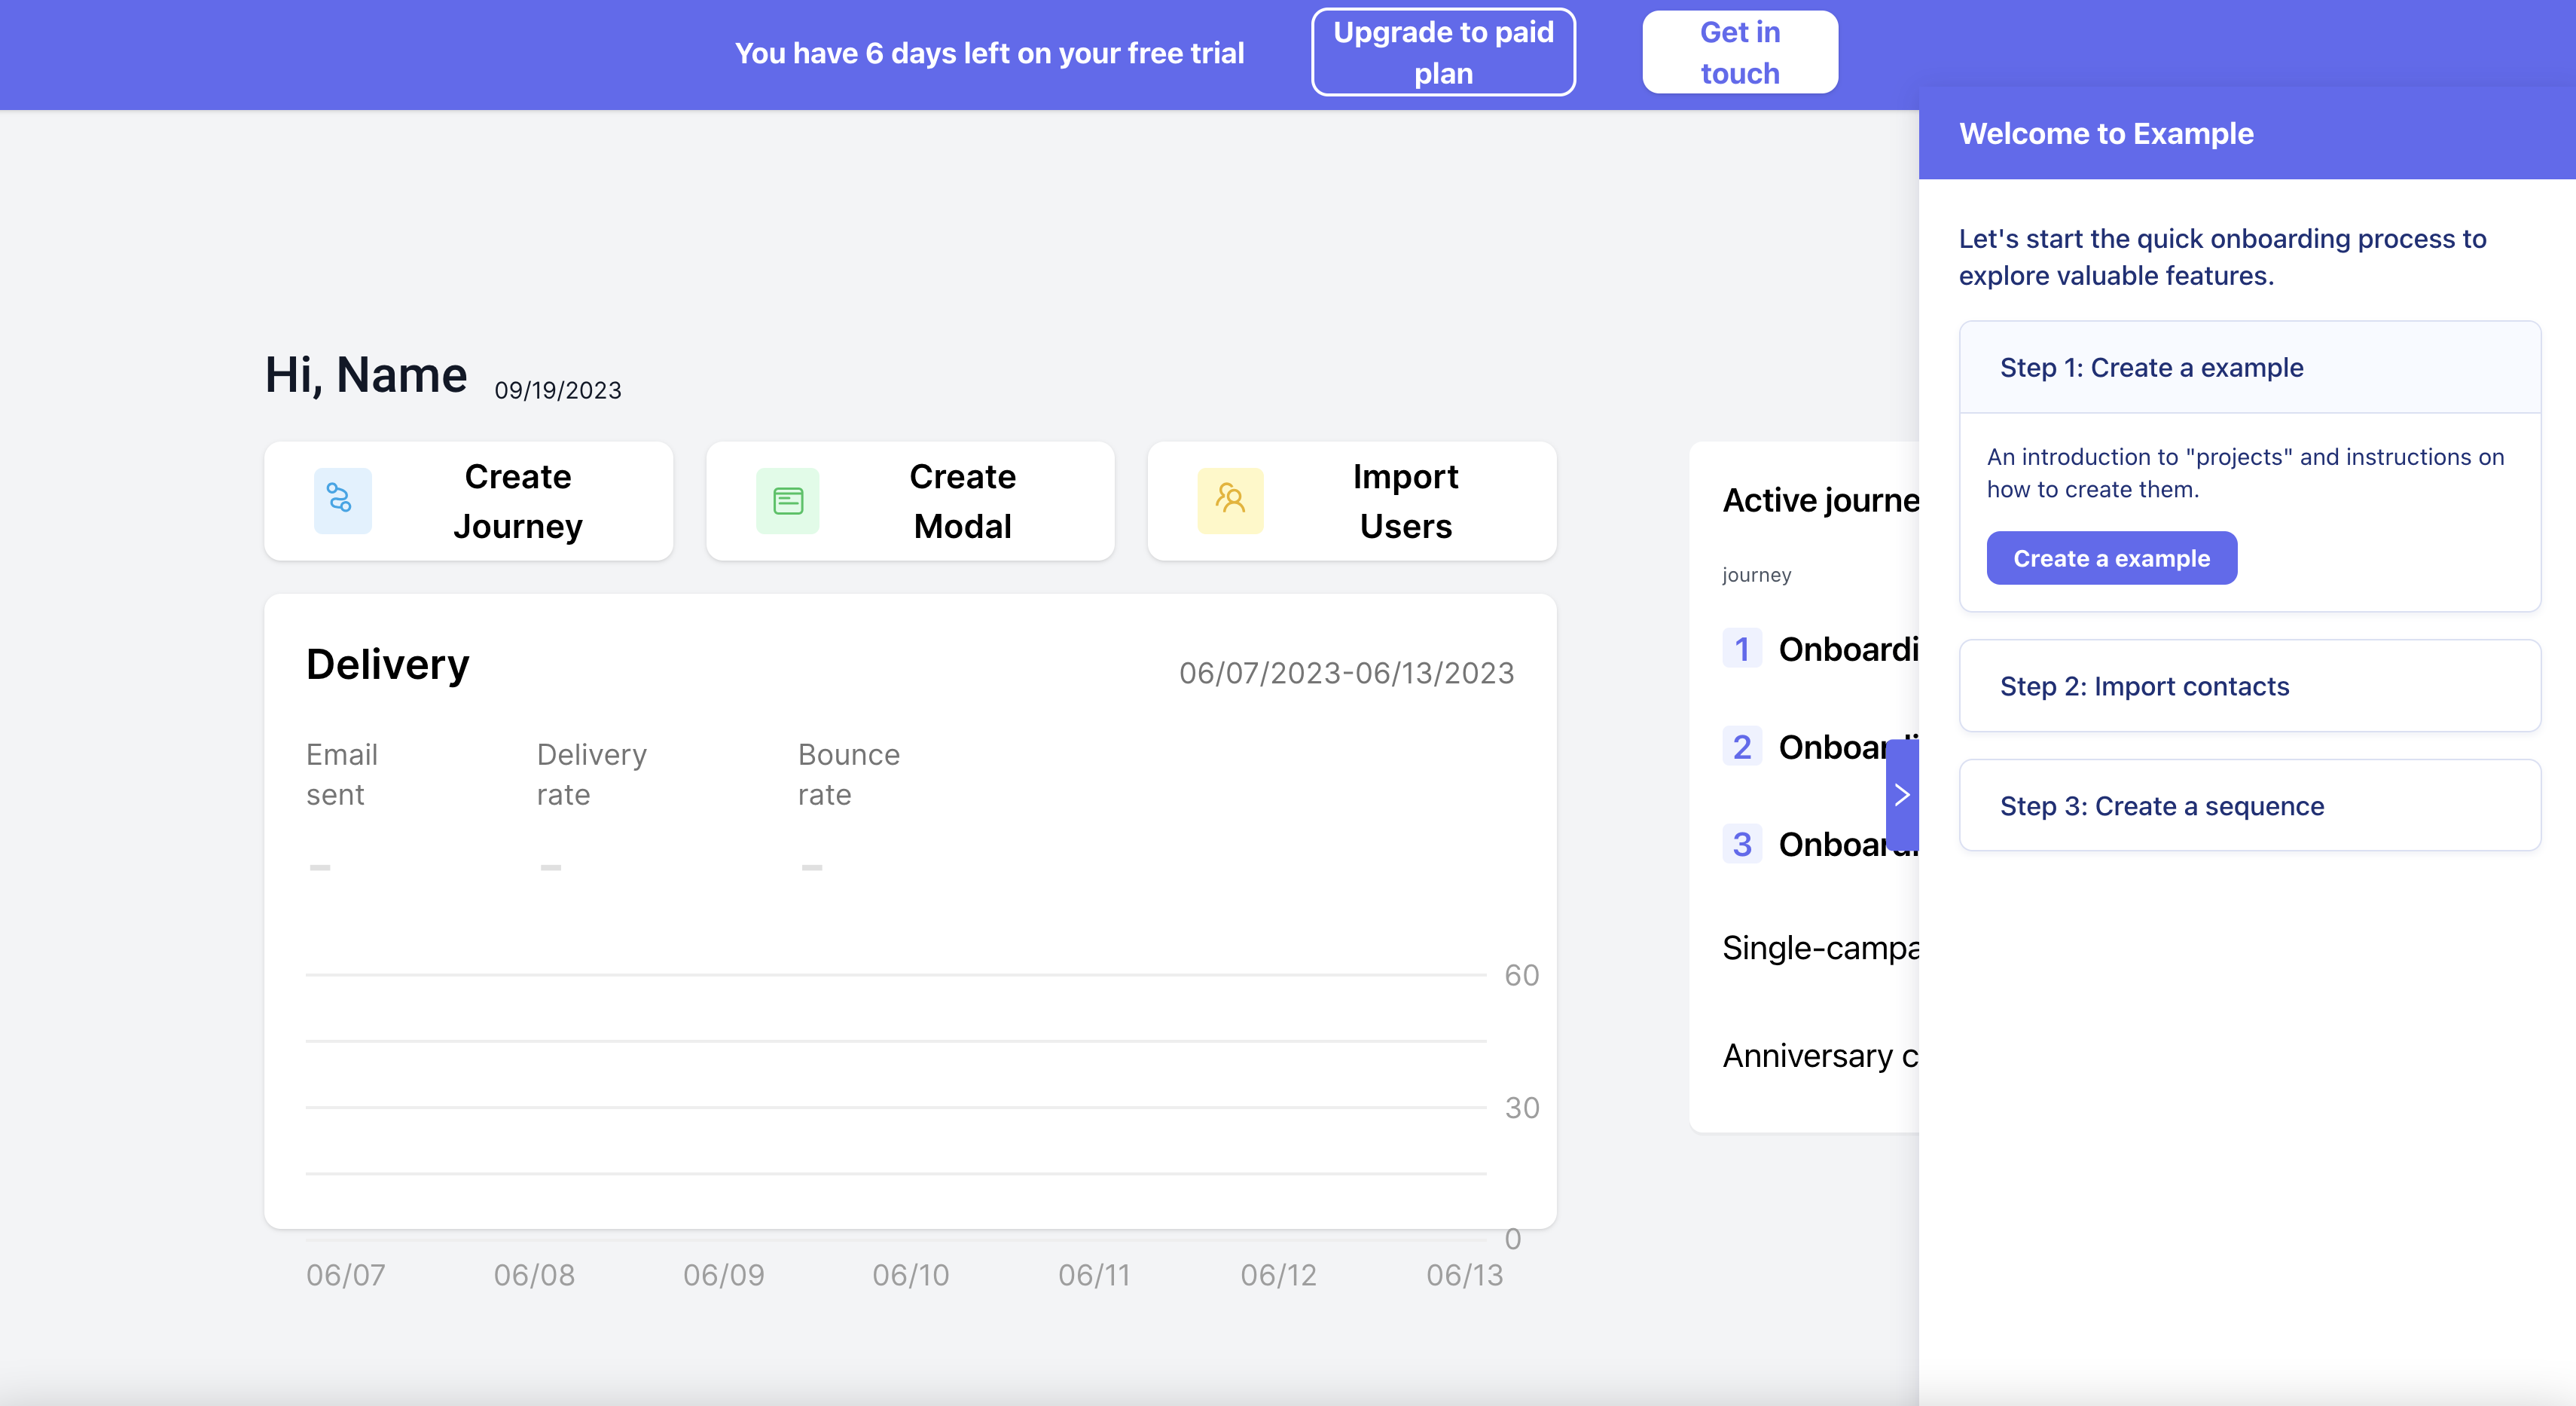 You have 6 days left on your free trial
Upgrade to paid
plan
Get in
touch
Hi, Name 09/19/2023
Create
Journey
Create
Modal
Import
Users
Delivery
06/07/2023-06/13/2023
Email
sent
Delivery
rate
Bounce
rate
60
30
0
06/07 06/08 06/09 06/10 06/11 06/12 06/13
Active journe
journey
1 Onboardi
2
3
Single-campa
Anniversary c
Welcome to Example
Let's start the quick onboarding process to
explore valuable features.
Step 1: Create a example
An introduction to "projects" and instructions on
how to create them.
Create a example
Step 2: Import contacts
Step 3: Create a sequence